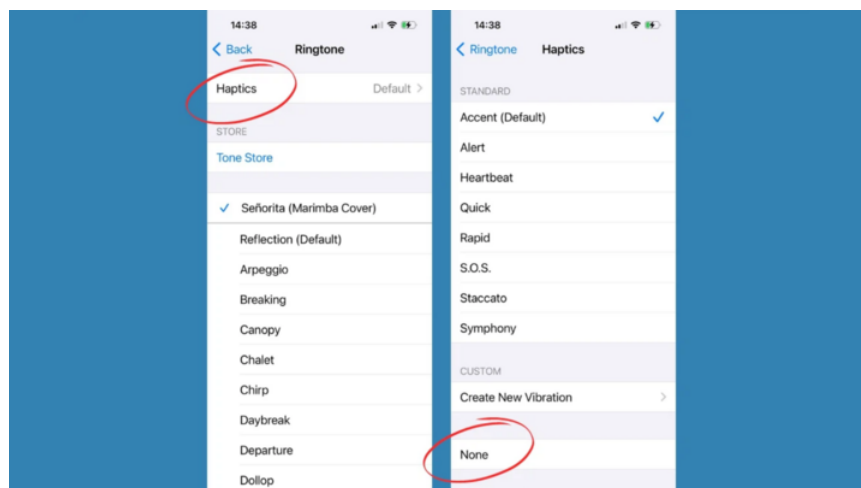 14:38
Back Ringtone
Haptics Default
STORE
Tone Store
Señorita (Marimba Cover)
Reflection (Default)
Arpeggio
Breaking
Canopy
Chalet
Chirp
Daybreak
Departure
Dollop
14:38
Ringtone Haptics
STANDARD
Accent (Default)
Alert
Heartbeat
Quick
Rapid
S.O.S.
Staccato
Symphony
CUSTOM
Create New Vibration
None